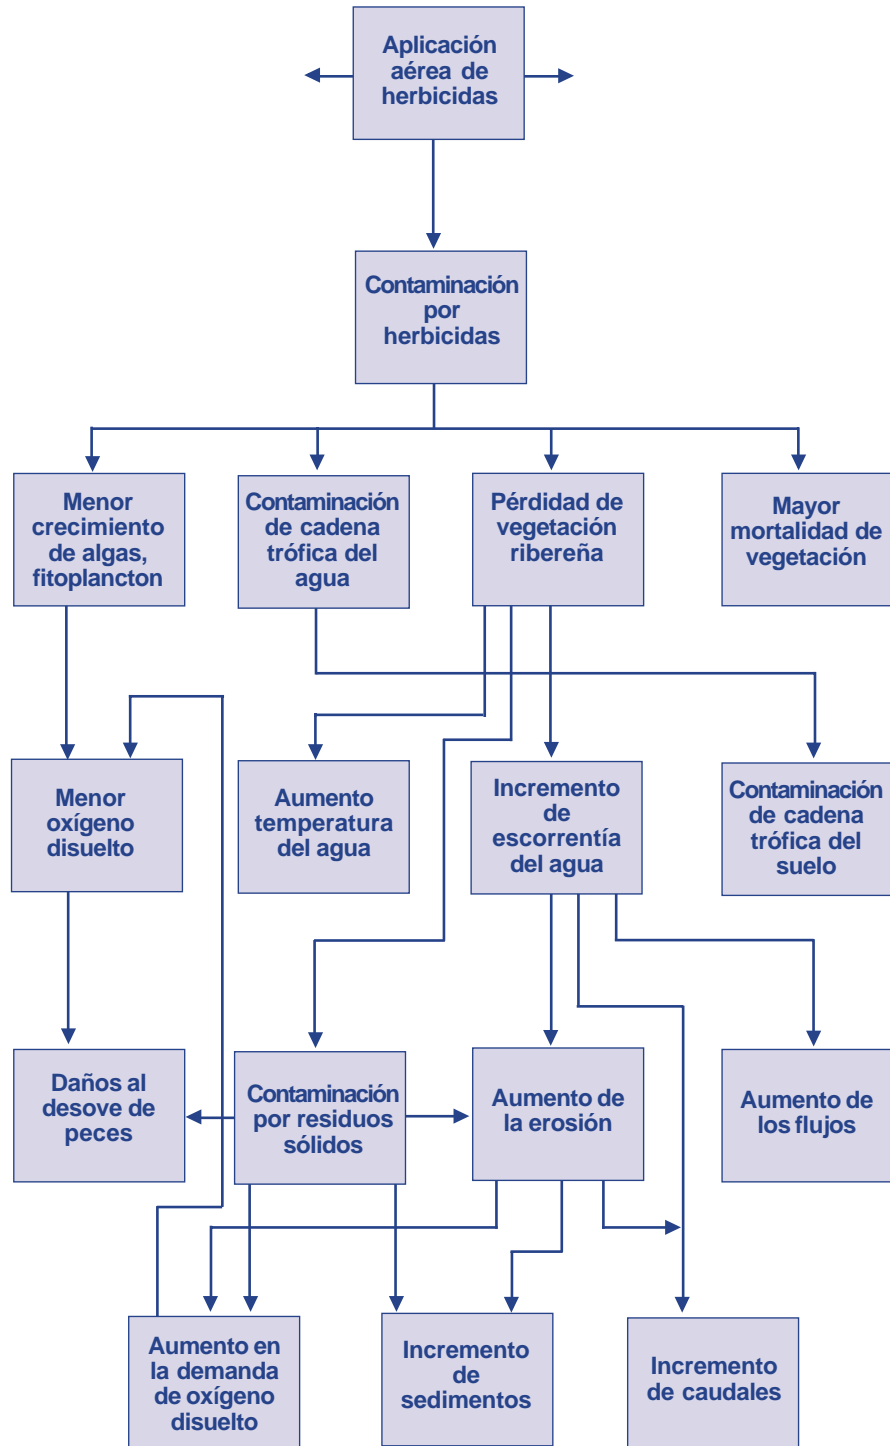 Aplicación
aérea de
herbicidas
Contaminación
por
herbicidas
Menor
crecimiento
de algas,
fitoplancton
Contaminación
de cadena
trófica del
agua
Pérdidad de
vegetación
ribereña
Mayor
mortalidad de
vegetación
Menor
oxígeno
disuelto
Aumento
temperatura
del agua
Incremento
de
escorrentía
del agua
Contaminación
de cadena
trófica del
suelo
Daños al
desove de
peces
Contaminación
por residuos
sólidos
Aumento de
la erosión
Aumento de
los flujos
Aumento en
la demanda
de oxígeno
disuelto
Incremento
de
sedimentos
Incremento
de caudales